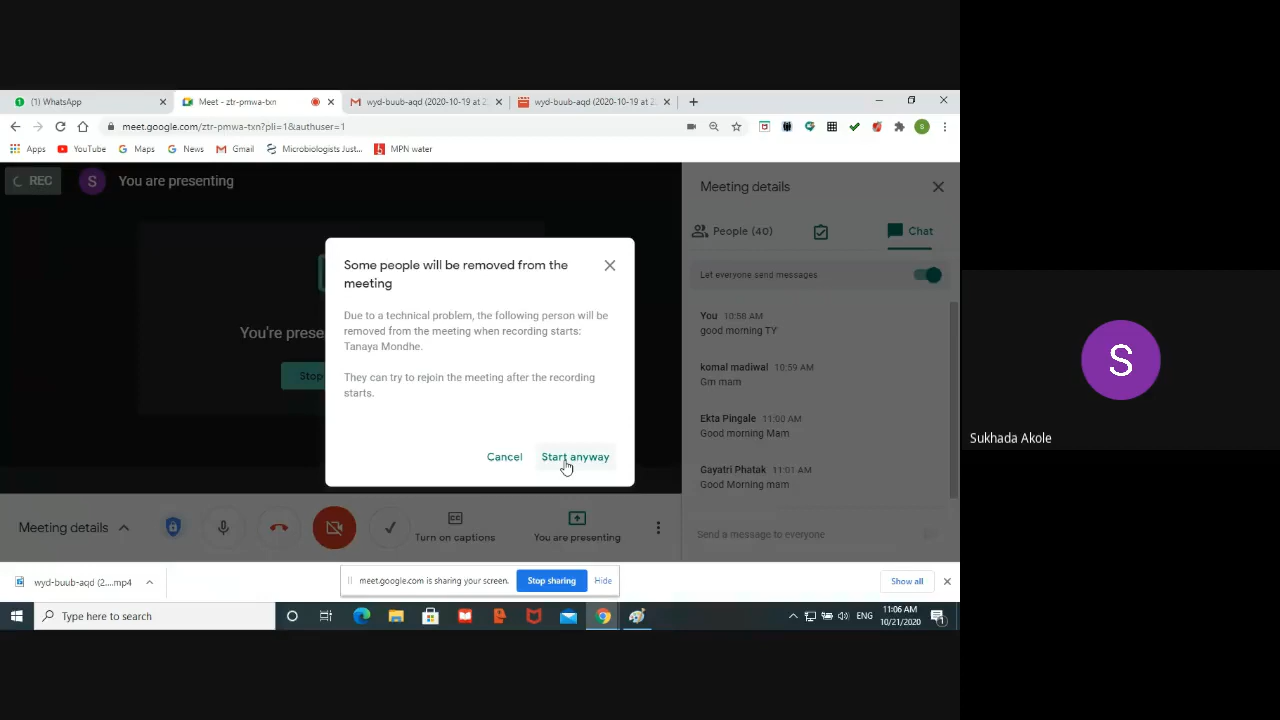 (1) WhatsApp
Meet - ztr-pmwa-txn
wyd-buub-aqd (2020-10-19 at 2
wyd-buub-aqd (2020-10-19 at 2.
meet.google.com/ztr-pmwa-txn?pli=1&authuser=1
S
Apps
YouTube
Maps
News
Gmail
Microbiologists Just...
MPN water
REC
S
You are presenting
You're prese
Stop
Some people will be removed from the
meeting
Due to a technical problem, the following person will be
removed from the meeting when recording starts:
Tanaya Mondhe.
They can try to rejoin the meeting after the recording
starts.
Cancel
Start anyway
Meeting details
People (40)
Chat
Let everyone send messages
You 10:58 AM
good morning TY
komal madiwal 10:59 AM
Gm mam
Ekta Pingale 11:00 AM
Good morning Mam
Gayatri Phatak 11:01 AM
Good Morning mam
Send a message to everyone
Meeting details
CC
Turn on captions
You are presenting
wyd-buub-aqd (2....mp4
meet.google.com is sharing your screen.
Stop sharing
Hide
Show all
Type here to search
ENG
11:06 AM
10/21/2020
1
S
Sukhada Akole